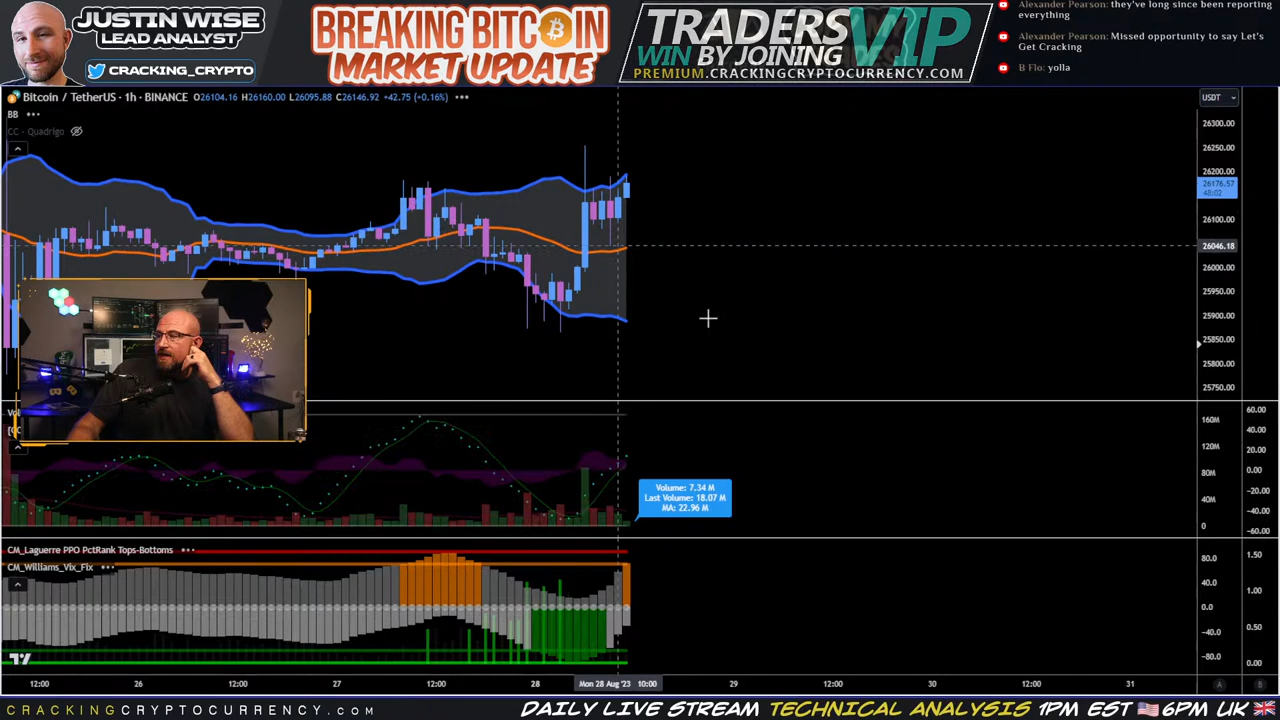 JUSTIN WISE
LEAD ANALYST
CRACKING_CRYPTO
BREAKING BITCOIN
MARKET UPDATE
TRADERS VIP
WIN BY JOINING
PREMIUM.CRACKINGCRYPTOCURRENCY.COM
Alexander Pearson: they've long since been reporting
everything
Alexander Pearson: Missed opportunity to say Let's
Get Cracking
B Flo: yolla
Bitcoin / TetherUS · 1h · BINANCE O26104.16 H26160.00 L26095.88 C26146.92 +42.75 (+0.16%)
BB
CC - Quadrigo
USDT
26300.00
26250.00
26200.00
26176.57
48:02
26100.00
26046.18
26000.00
25950.00
25900.00
25850.00
25800.00
25750.00
160M 60.00
120M 40.00
20.00
80M 0.00
-20.00
40M -40.00
0 -60.00
Volume: 7.34 M
Last Volume: 18.07 M
MA: 22.96 M
CM_Laguerre PPO PctRank Tops-Bottoms
CM_Williams_Vix_Fix
80.0 1.50
40.0 1.00
0.0
-40.0 0.50
-80.0 0.00
12:00 26 12:00 27 12:00 28 Mon 28 Aug '23 10:00 29 12:00 30 12:00 31 A B
CRACKINGCRYPTOCURRENCY.com DAILY LIVE STREAM TECHNICAL ANALYSIS 1PM EST 6PM UK